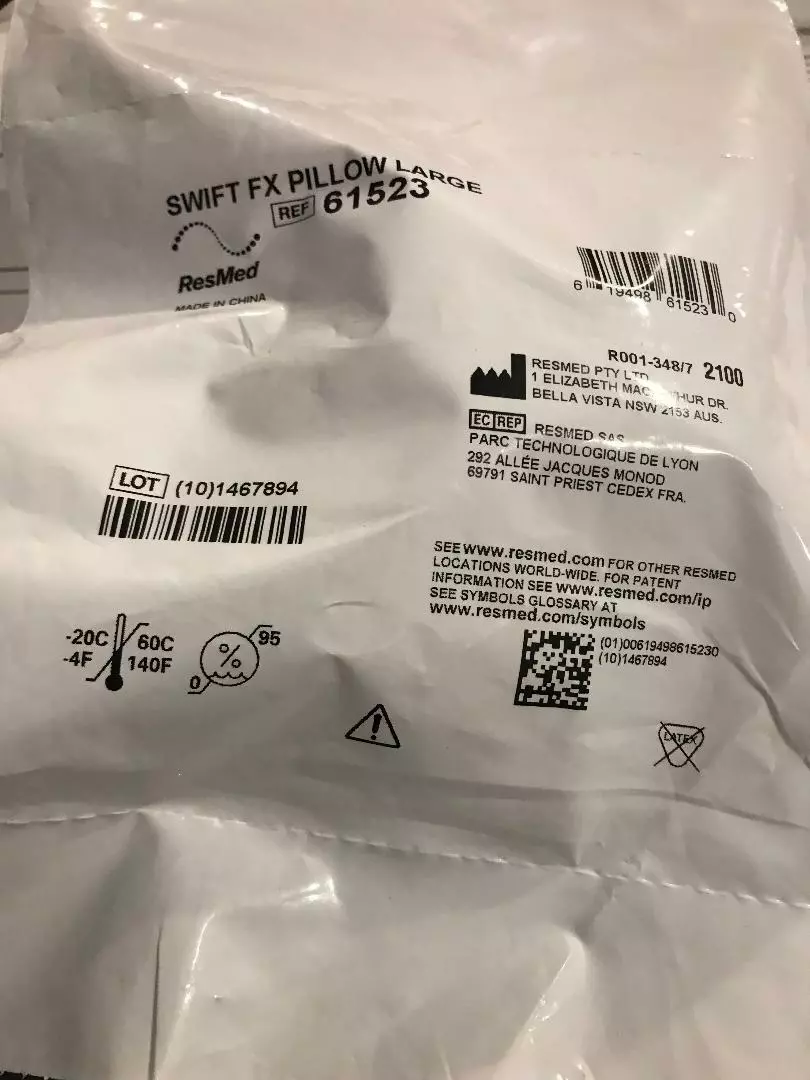 SWIFT FX PILLOW LARGE
REF 61523
ResMed
MADE IN CHINA
6 19498 61523 0
R001-348/7 2100
RESMED PTY LTD
1 ELIZABETH HUR DR.
BELLA VISTA NSW 2153 AUS.
EC REP RESMED SAS
PARC TECHNOLOGIQUE DE LYON
292 ALLÉE JACQUES MONOD
69791 SAINT PRIEST CEDEX FRA.
LOT (10)1467894
SEE www.resmed.com FOR OTHER RESMED
LOCATIONS WORLD-WIDE. FOR PATENT
INFORMATION SEE www.resmed.com/ip
SEE SYMBOLS GLOSSARY AT
www.resmed.com/symbols
-20C 60C
-4F 140F
% 95
0
(01)00619498615230
(10)1467894
LATEX